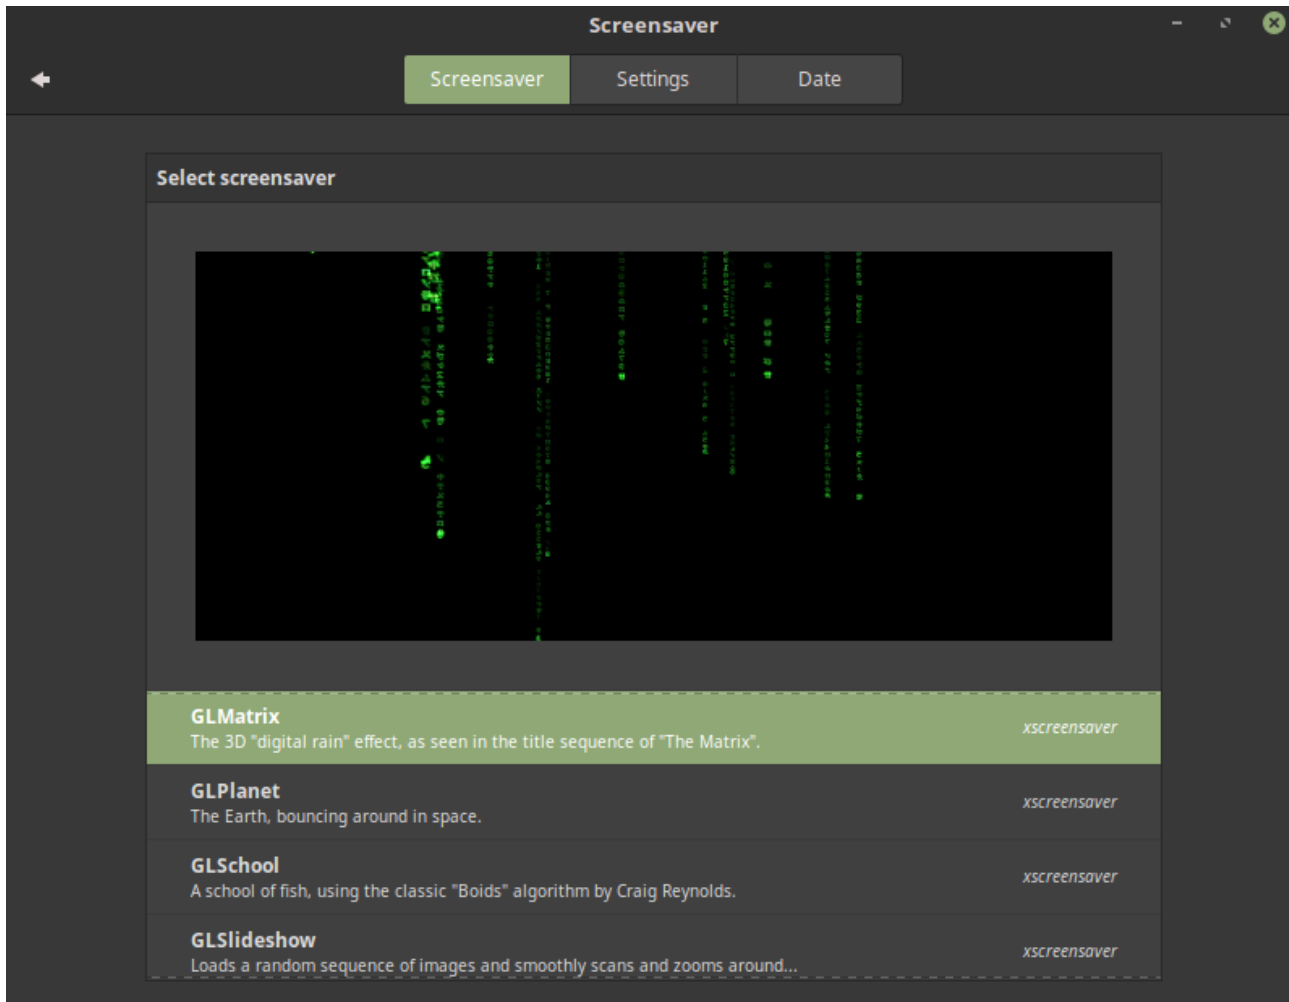 Screensaver
Screensaver Settings Date
Select screensaver
GLMatrix
The 3D "digital rain" effect, as seen in the title sequence of "The Matrix".
xscreensaver
GLPlanet
The Earth, bouncing around in space.
xscreensaver
GLSchool
A school of fish, using the classic "Boids" algorithm by Craig Reynolds.
xscreensaver
GLSlideshow
Loads a random sequence of images and smoothly scans and zooms around...
xscreensaver